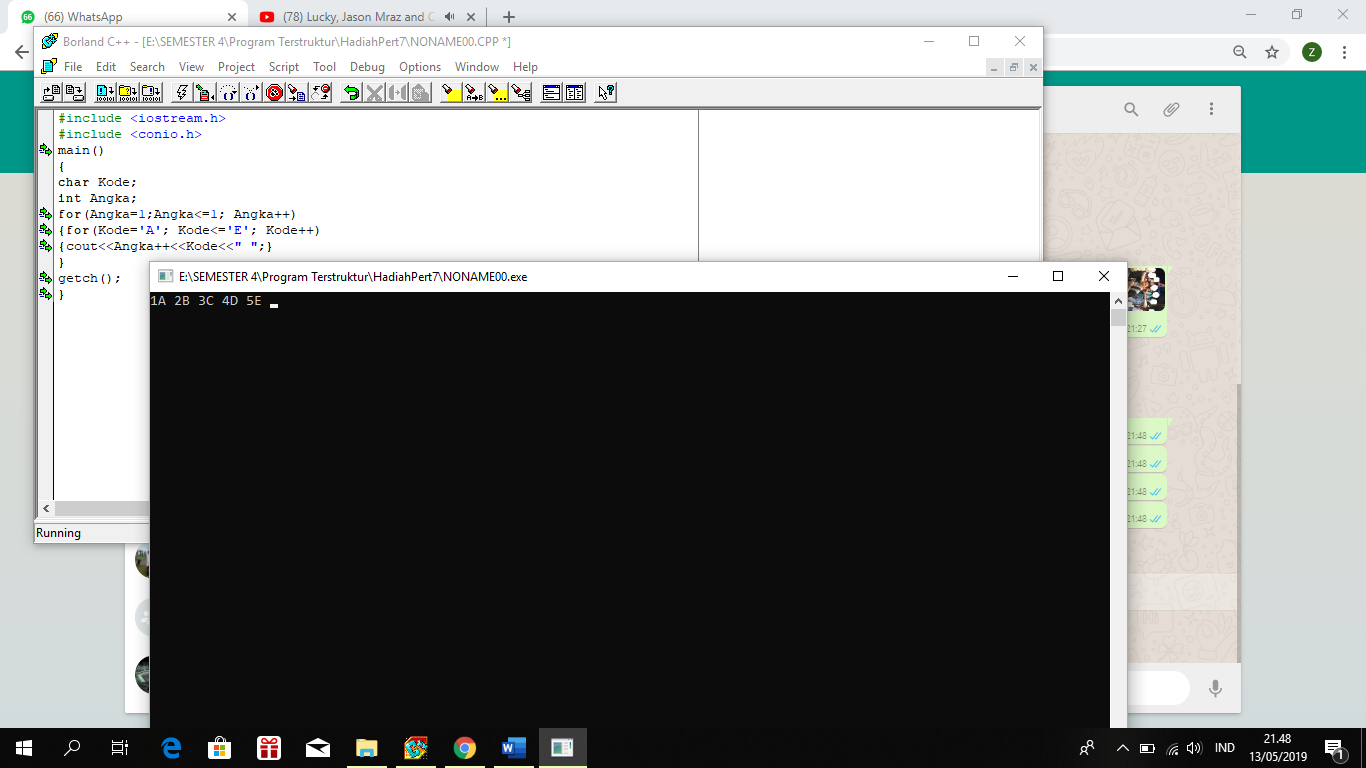 (66) WhatsApp
(78) Lucky, Jason Mraz and C
Z
Borland C++ - [E:\SEMESTER 4\Program Terstruktur\HadiahPert7\NONAME00.CPP *]
File Edit Search View Project Script Tool Debug Options Window Help
#include <iostream.h>
#include <conio.h>
main()
{
char Kode;
int Angka;
for(Angka=1;Angka<=1; Angka++)
{for(Kode='A'; Kode<='E'; Kode++)
{cout<<Angka++<<Kode<<" ";}
}
getch();
}
Running
E:\SEMESTER 4\Program Terstruktur\HadiahPert7\NONAME00.exe
1A 2B 3C 4D 5E
21:27
21:48
21:48
21:48
21:48
IND
21.48
13/05/2019
1